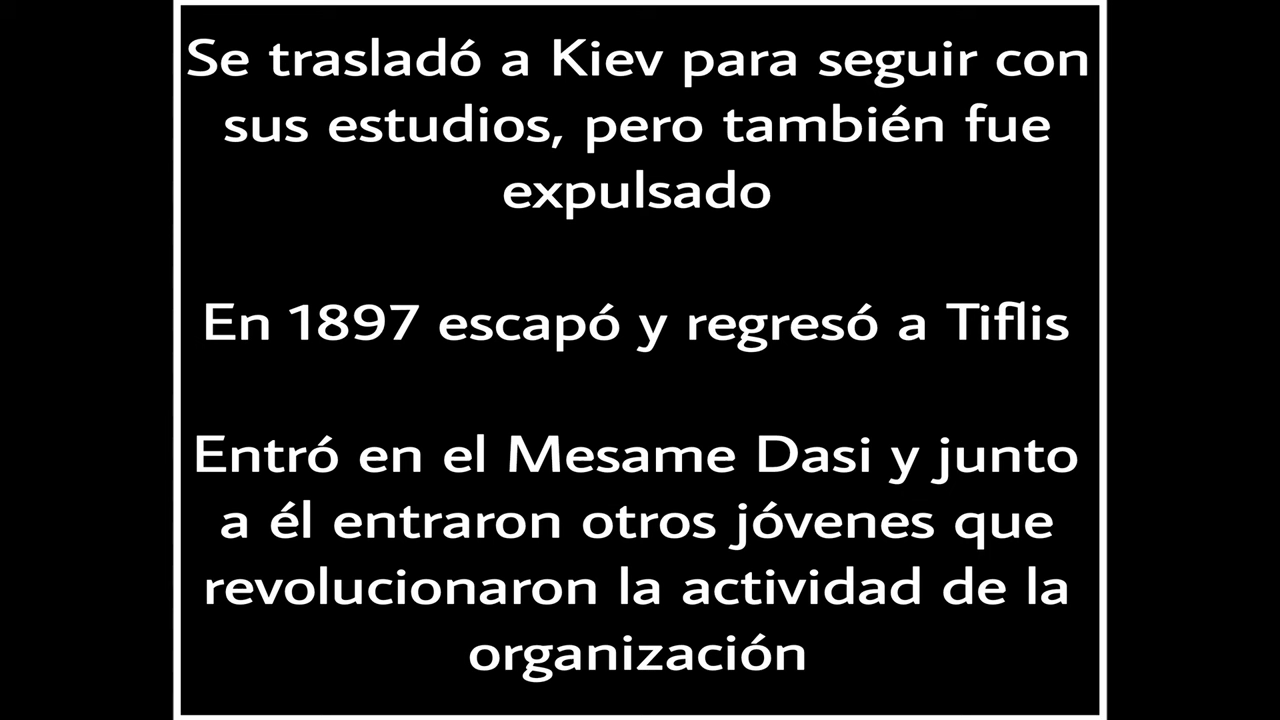 Se trasladó a Kiev para seguir con
sus estudios, pero también fue
expulsado
En 1897 escapó y regresó a Tiflis
Entró en el Mesame Dasi y junto
a él entraron otros jóvenes que
revolucionaron la actividad de la
organización